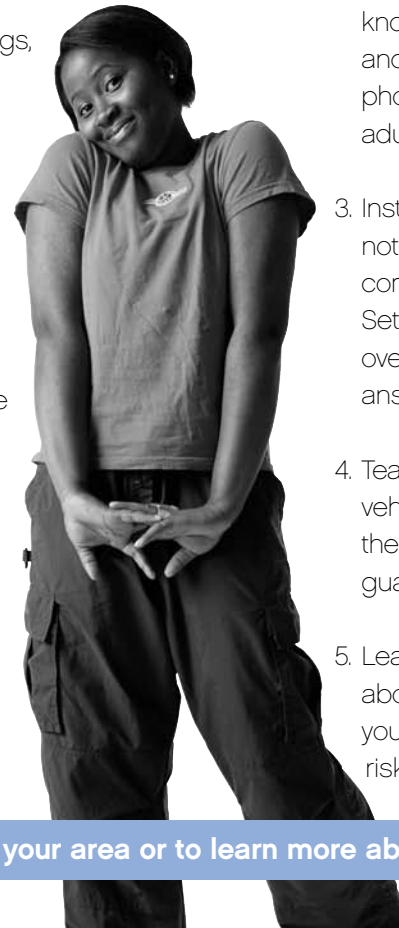 gs,
e
kno
and
pho
adu
3. Inst
not
con
Set
ove
ans
4. Tea
veh
the
gua
5. Lea
abo
you
risk
your area or to learn more ab